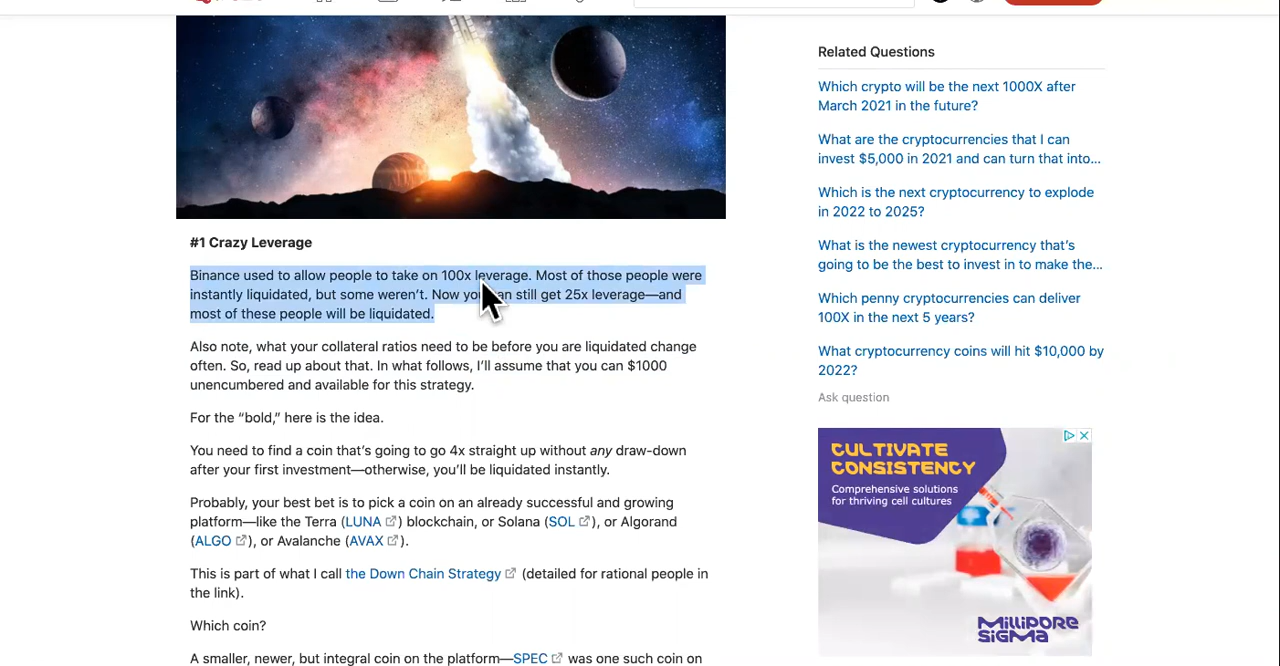 #1 Crazy Leverage
Binance used to allow people to take on 100x leverage. Most of those people were
instantly liquidated, but some weren’t. Now you can still get 25x leverage—and
most of these people will be liquidated.
Also note, what your collateral ratios need to be before you are liquidated change
often. So, read up about that. In what follows, I’ll assume that you can $1000
unencumbered and available for this strategy.
For the “bold,” here is the idea.
You need to find a coin that’s going to go 4x straight up without any draw-down
after your first investment—otherwise, you’ll be liquidated instantly.
Probably, your best bet is to pick a coin on an already successful and growing
platform—like the Terra (LUNA) blockchain, or Solana (SOL), or Algorand
(ALGO), or Avalanche (AVAX).
This is part of what I call the Down Chain Strategy (detailed for rational people in
the link).
Which coin?
A smaller, newer, but integral coin on the platform—SPEC was one such coin on
Related Questions
Which crypto will be the next 1000X after
March 2021 in the future?
What are the cryptocurrencies that I can
invest $5,000 in 2021 and can turn that into...
Which is the next cryptocurrency to explode
in 2022 to 2025?
What is the newest cryptocurrency that’s
going to be the best to invest in to make the...
Which penny cryptocurrencies can deliver
100X in the next 5 years?
What cryptocurrency coins will hit $10,000 by
2022?
Ask question
CULTIVATE
CONSISTENCY
Comprehensive solutions
for thriving cell cultures
MILLIPORE
SIGMA